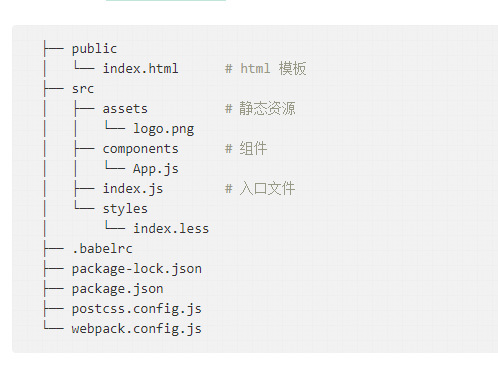 ├── public
│   └── index.html      # html 模板
├── src
│   ├── assets          # 静态资源
│   │   └── logo.png
│   ├── components      # 组件
│   │   └── App.js
│   ├── index.js        # 入口文件
│   └── styles
│       └── index.less
├── .babelrc
├── package-lock.json
├── package.json
├── postcss.config.js
└── webpack.config.js